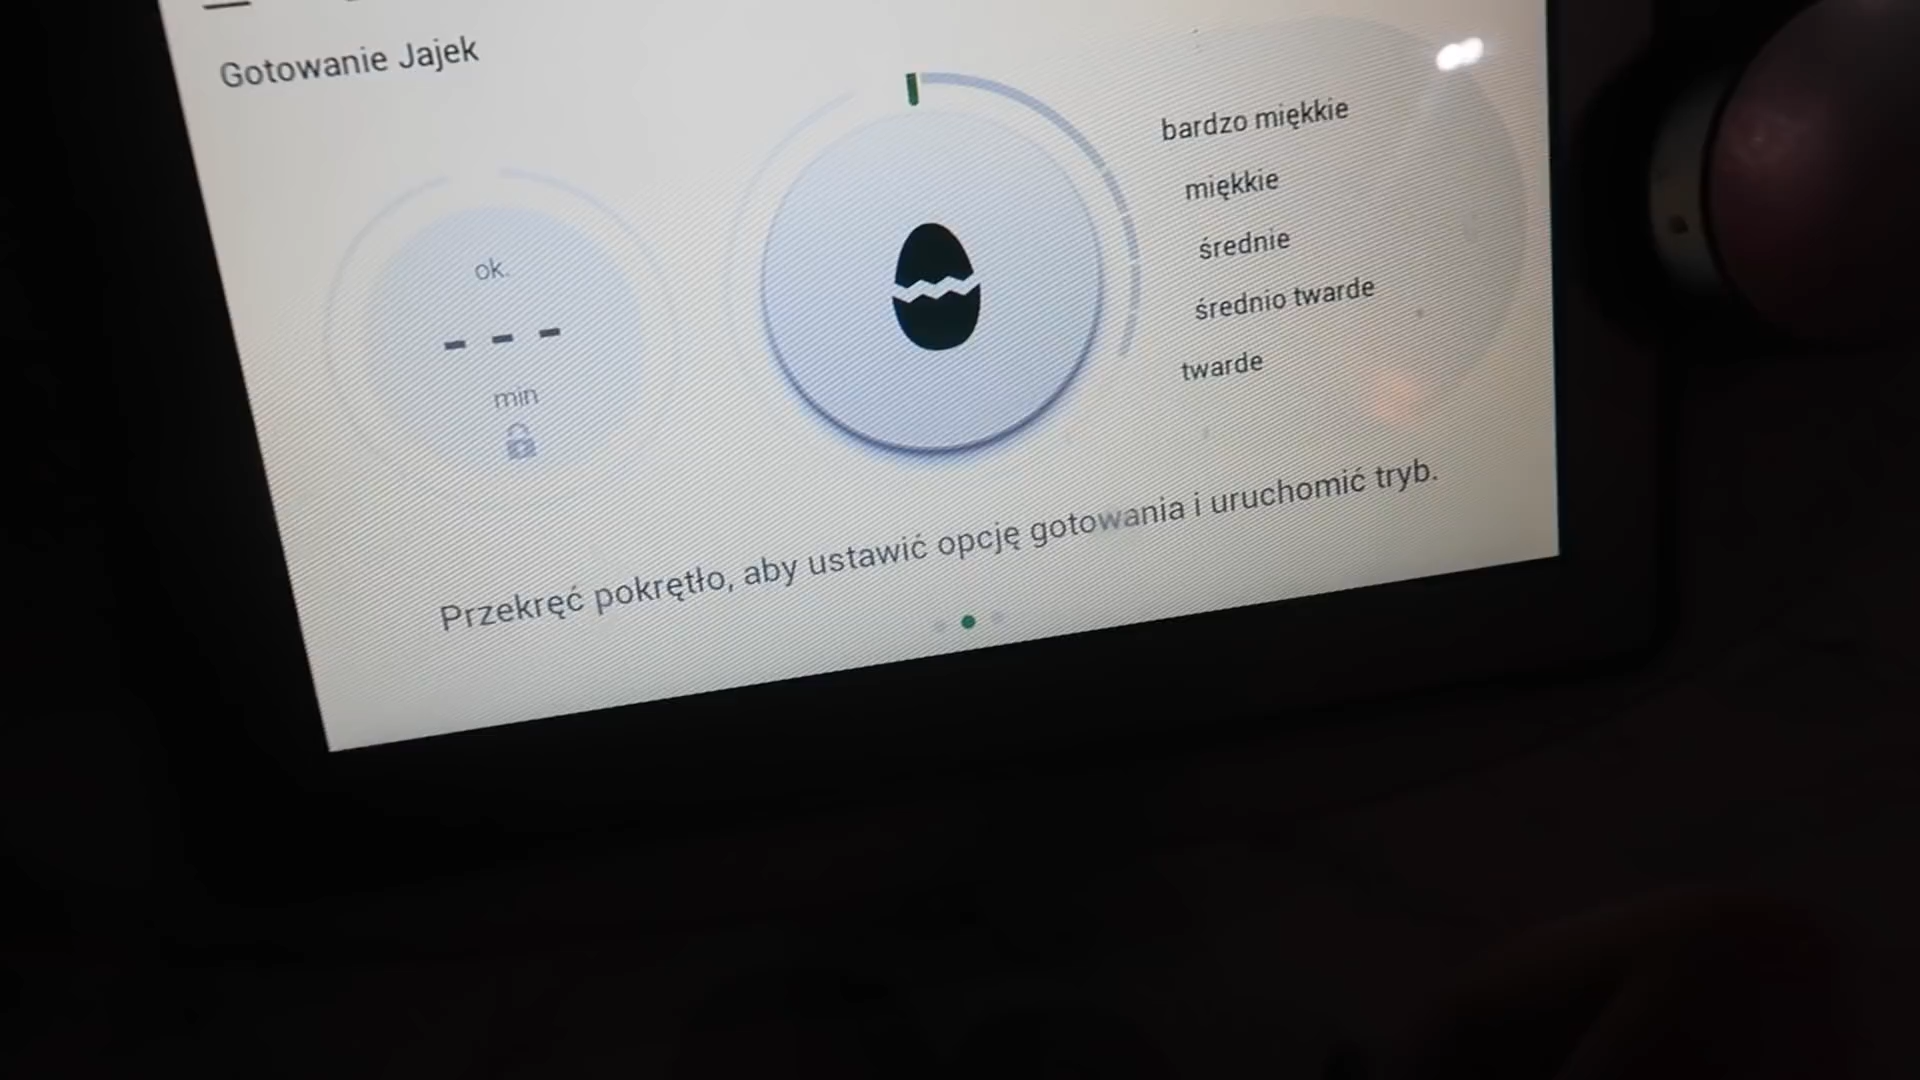 Gotowanie Jajek
ok.
- - -
min
bardzo miękkie
miękkie
średnie
średnio twarde
twarde
Przekręć pokrętło, aby ustawić opcję gotowania i uruchomić tryb.